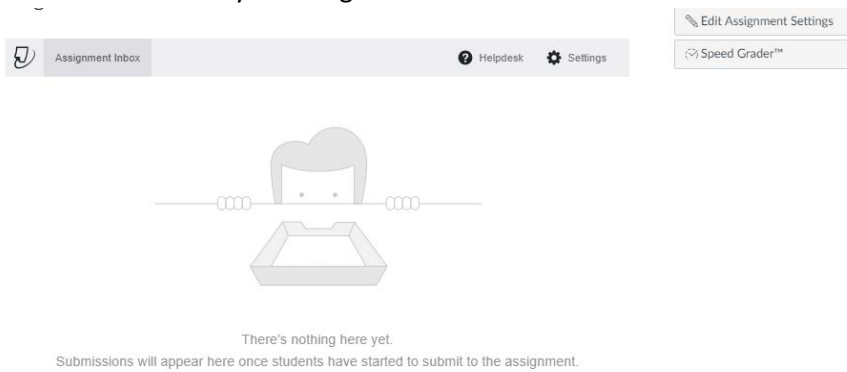 Edit Assignment Settings
Assignment Inbox
Helpdesk
Settings
Speed Grader™
There's nothing here yet.
Submissions will appear here once students have started to submit to the assignment.